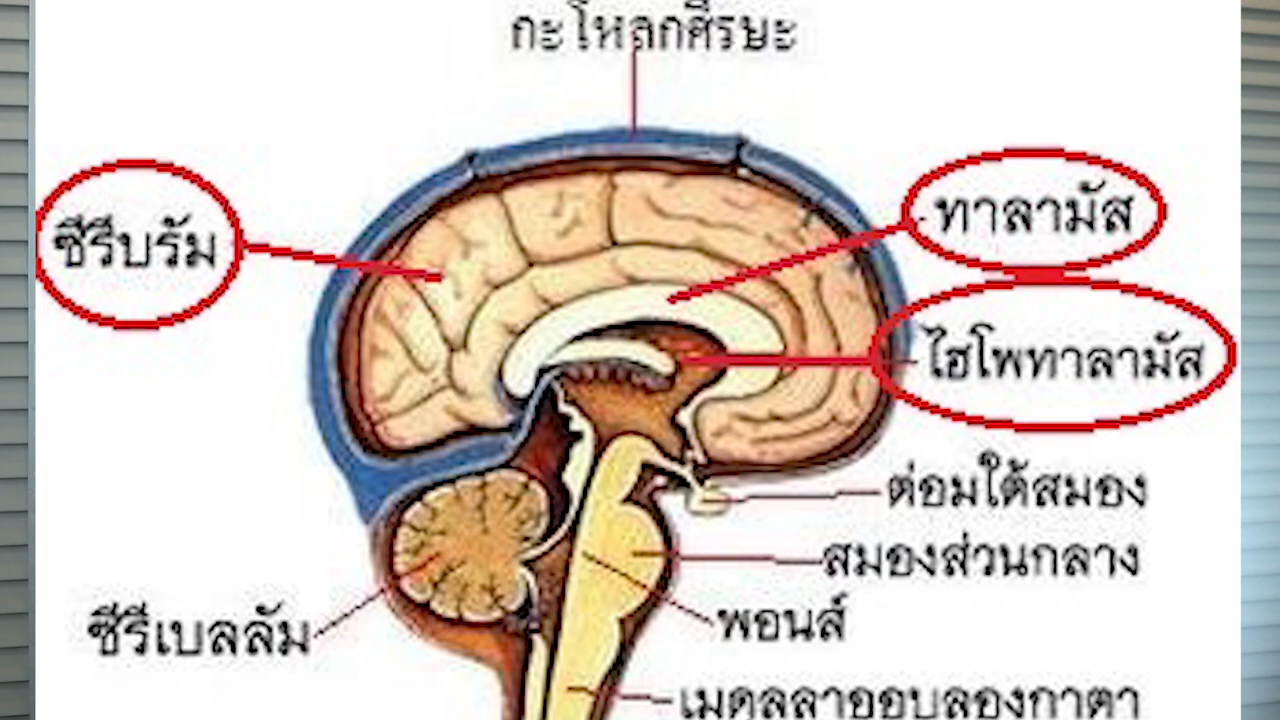 กะโหลกศีรษะ
ซีรีบรัม
ทาลามัส
ไฮโพทาลามัส
ต่อมใต้สมอง
สมองส่วนกลาง
ซีรีเบลลัม
พอนส์
เมดุลลาออบลองกาตา